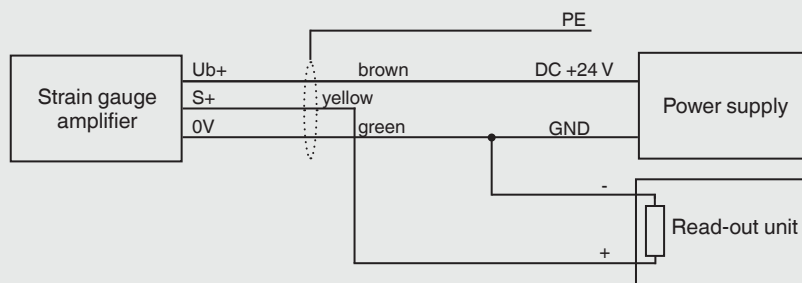 PE
Ub+ brown DC +24 V
S+ yellow
0V green GND
Strain gauge
amplifier
Power supply
-
Read-out unit
+